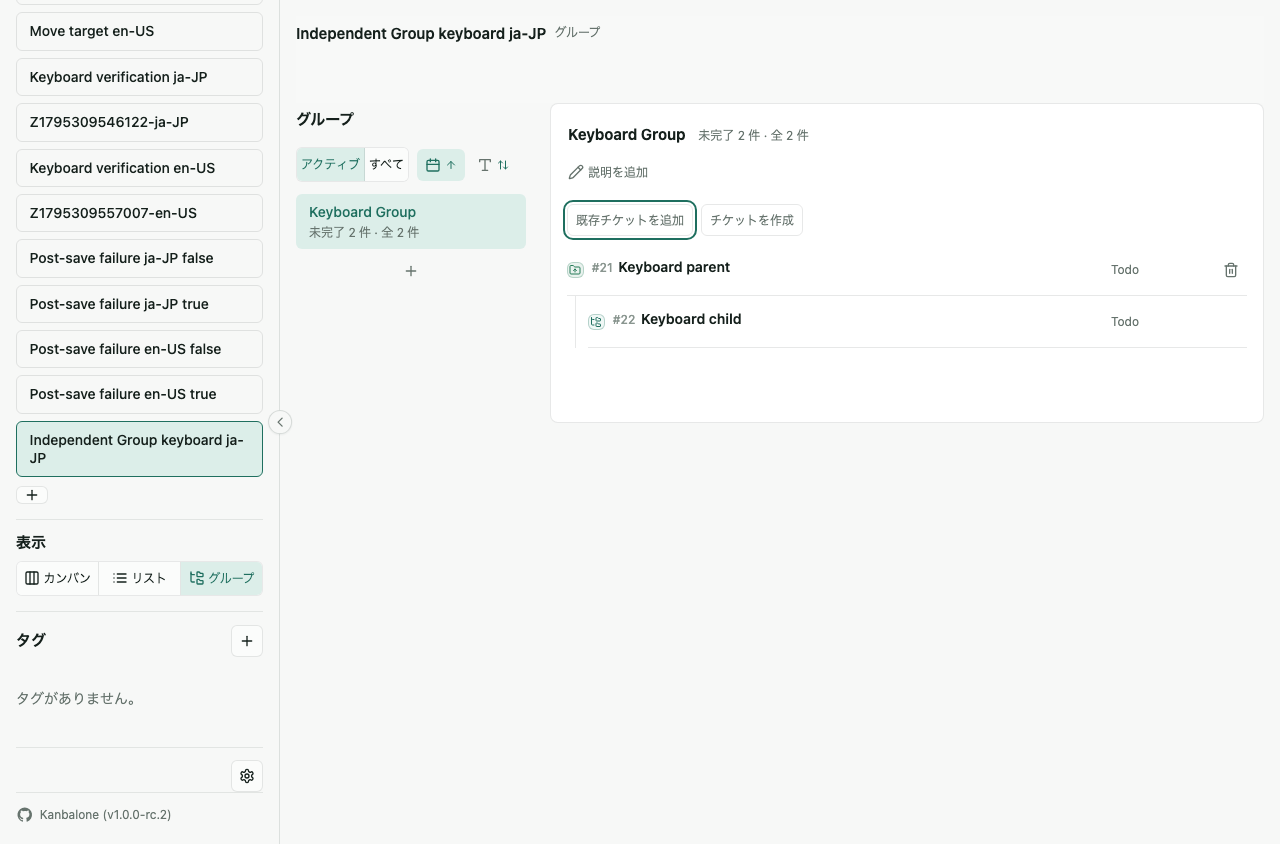 Move target en-US
Keyboard verification ja-JP
Z1795309546122-ja-JP
Keyboard verification en-US
Z1795309557007-en-US
Post-save failure ja-JP false
Post-save failure ja-JP true
Post-save failure en-US false
Post-save failure en-US true
Independent Group keyboard ja-
JP
表示
カンバン リスト グループ
タグ
タグがありません。
Kanbalone (v1.0.0-rc.2)
Independent Group keyboard ja-JP グループ
グループ
アクティブ すべて
Keyboard Group
未完了 2 件 · 全 2 件
Keyboard Group 未完了 2 件 · 全 2 件
説明を追加
既存チケットを追加 チケットを作成
#21 Keyboard parent Todo
#22 Keyboard child Todo